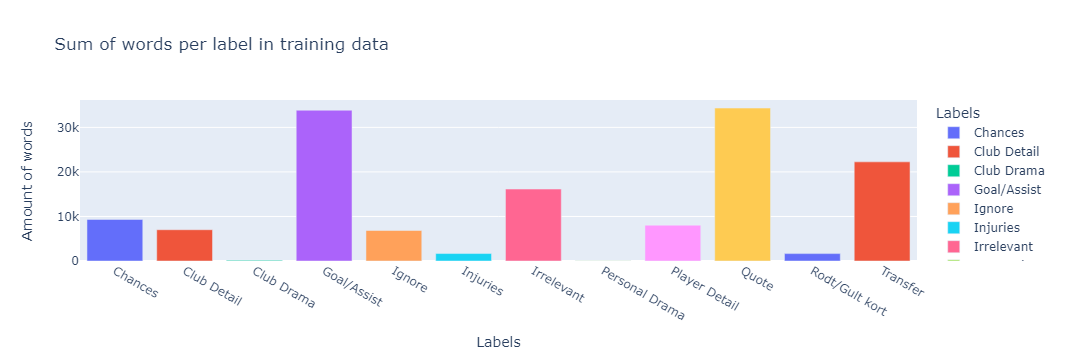 Sum of words per label in training data
Amount of words
30k
20k
10k
0
Chances
Club Detail
Club Drama
Goal/Assist
Ignore
Injuries
Irrelevant
Personal Drama
Player Detail
Quote
Rodt/Gult kort
Transfer
Labels
Labels
Chances
Club Detail
Club Drama
Goal/Assist
Ignore
Injuries
Irrelevant